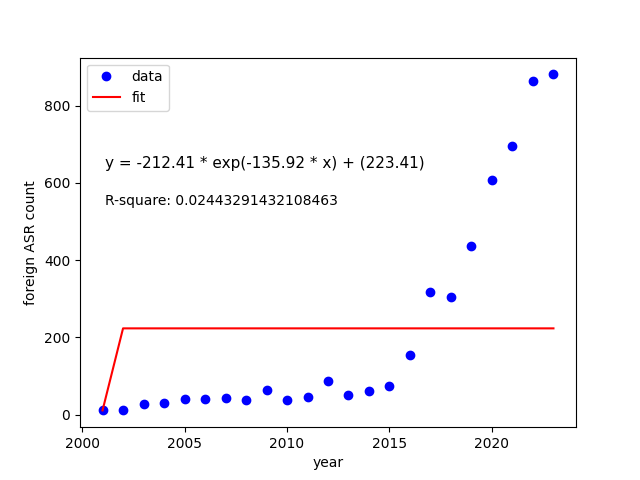 data
fit
y = -212.41 * exp(-135.92 * x) + (223.41)
R-square: 0.02443291432108463
foreign ASR count
800
600
400
200
0
2000
2005
2010
2015
2020
year